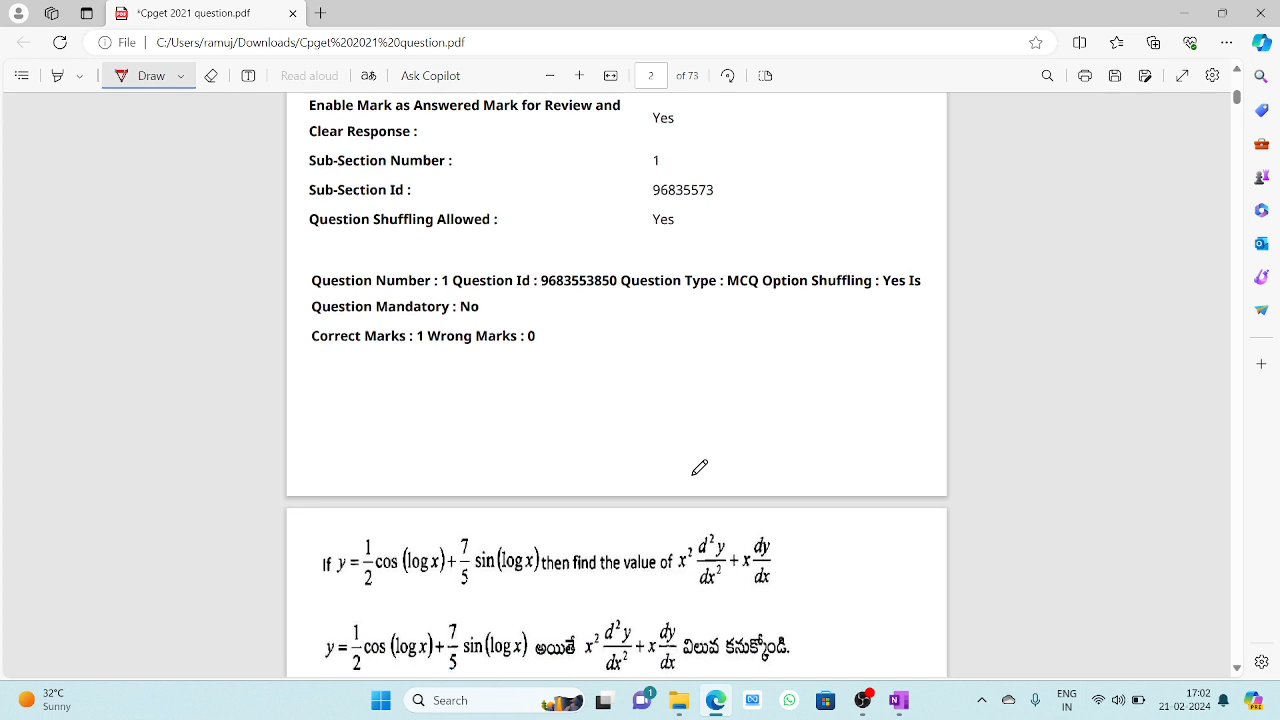 *Cpget 2021 question.pdf
File
C:/Users/ramuj/Downloads/Cpget%202021%20question.pdf
Draw
Read aloud
Ask Copilot
2
of 73
Enable Mark as Answered Mark for Review and
Clear Response :
Yes
Sub-Section Number :
1
Sub-Section Id :
96835573
Question Shuffling Allowed :
Yes
Question Number : 1 Question Id : 9683553850 Question Type : MCQ Option Shuffling : Yes Is
Question Mandatory : No
Correct Marks : 1 Wrong Marks : 0
If y = 1/2 cos (log x) + 7/5 sin (log x) then find the value of x² d²y/dx² + x dy/dx
y = 1/2 cos (log x) + 7/5 sin (log x) అయితే x² d²y/dx² + x dy/dx విలువ కనుక్కోండి.
32°C
Sunny
Search
1
ENG
IN
17:02
21-02-2024